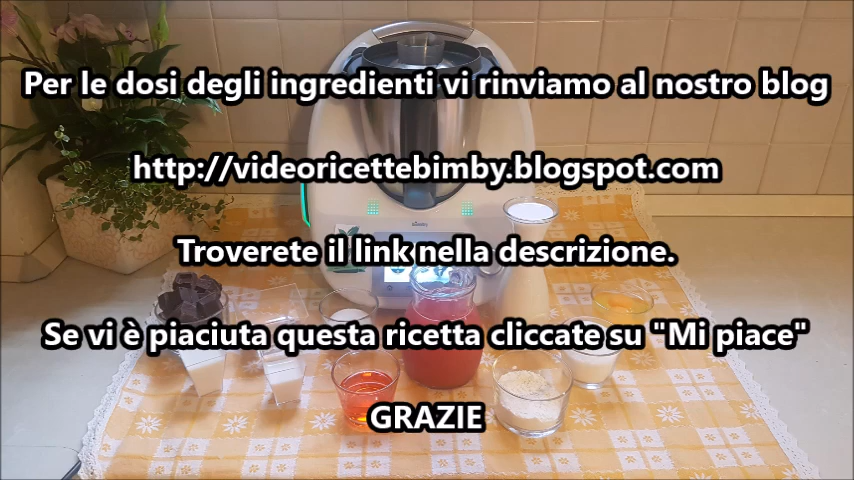 Per le dosi degli ingredienti vi rinviamo al nostro blog
http://videoricettebimby.blogspot.com
Troverete il link nella descrizione.
Se vi è piaciuta questa ricetta cliccate su "Mi piace"
GRAZIE